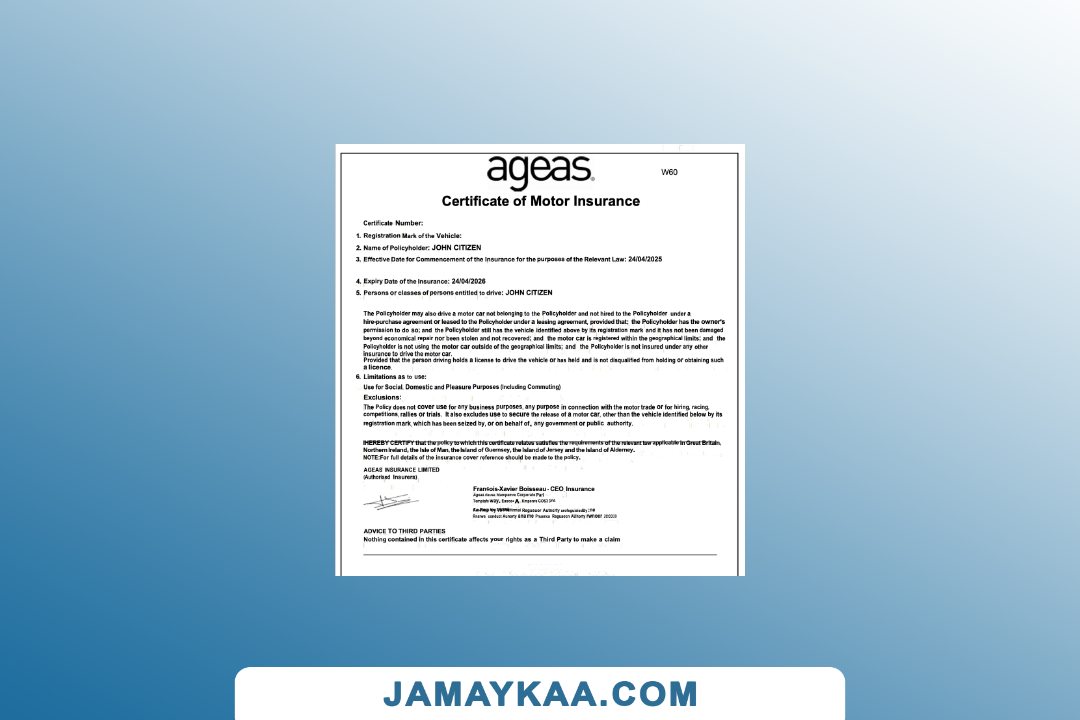 ageas.
W60
Certificate of Motor Insurance
Certificate Number:
1. Registration Mark of the Vehicle:
2. Name of Policyholder: JOHN CITIZEN
3. Effective Date for Commencement of the Insurance for the purposes of the Relevant Law: 24/04/2025
4. Expiry Date of the Insurance: 24/04/2026
5. Persons or classes of persons entitled to drive: JOHN CITIZEN
The Policyholder may also drive a motor car not belonging to the Policyholder and not hired to the Policyholder under a
hire-purchase agreement or leased to the Policyholder under a leasing agreement, provided that; the Policyholder has the owner's
permission to do so; and the Policyholder still has the vehicle identified above by its registration mark and it has not been damaged
beyond economical repair nor been stolen and not recovered; and the motor car is registered within the geographical limits; and the
Policyholder is not using the motor car outside of the geographical limits; and the Policyholder is not insured under any other
insurance to drive the motor car.
Provided that the person driving holds a license to drive the vehicle or has held and is not disqualified from holding or obtaining such
a licence.
6. Limitations as to use:
Use for Social, Domestic and Pleasure Purposes (Including Commuting)
Exclusions:
The Policy does not cover use for any business purposes, any purpose in connection with the motor trade or for hiring, racing,
competitions, rallies or trials. It also excludes use to secure the release of a motor car, other than the vehicle identified below by its
registration mark, which has been seized by, or on behalf of, any government or public authority.
I HEREBY CERTIFY that the policy to which this certificate relates satisfies the requirements of the relevant law applicable in Great Britain,
Northern Ireland, the Isle of Man, the Island of Guernsey, the Island of Jersey and the Island of Alderney.
NOTE:For full details of the insurance cover reference should be made to the policy.
AGEAS INSURANCE LIMITED
(Authorised Insurers)
Fransois-Xavier Boisseau - CEO Insurance
ADVICE TO THIRD PARTIES
Nothing contained in this certificate affects your rights as a Third Party to make a claim
JAMAYKAA.COM